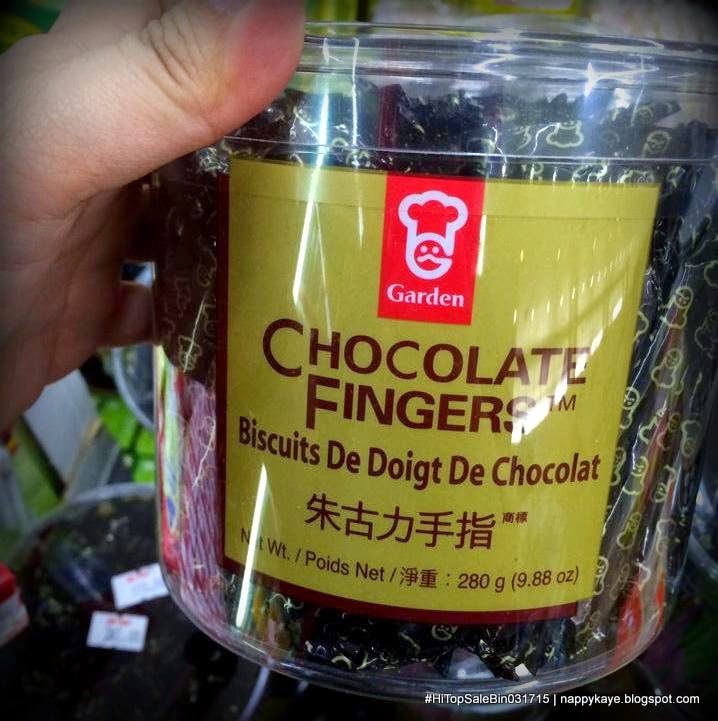 Garden
CHOCOLATE
FINGERS™
Biscuits De Doigt De Chocolat
朱古力手指 商標
Net Wt. / Poids Net / 淨重：280 g (9.88 oz)
#HiTopSaleBin031715 | nappykaye.blogspot.com